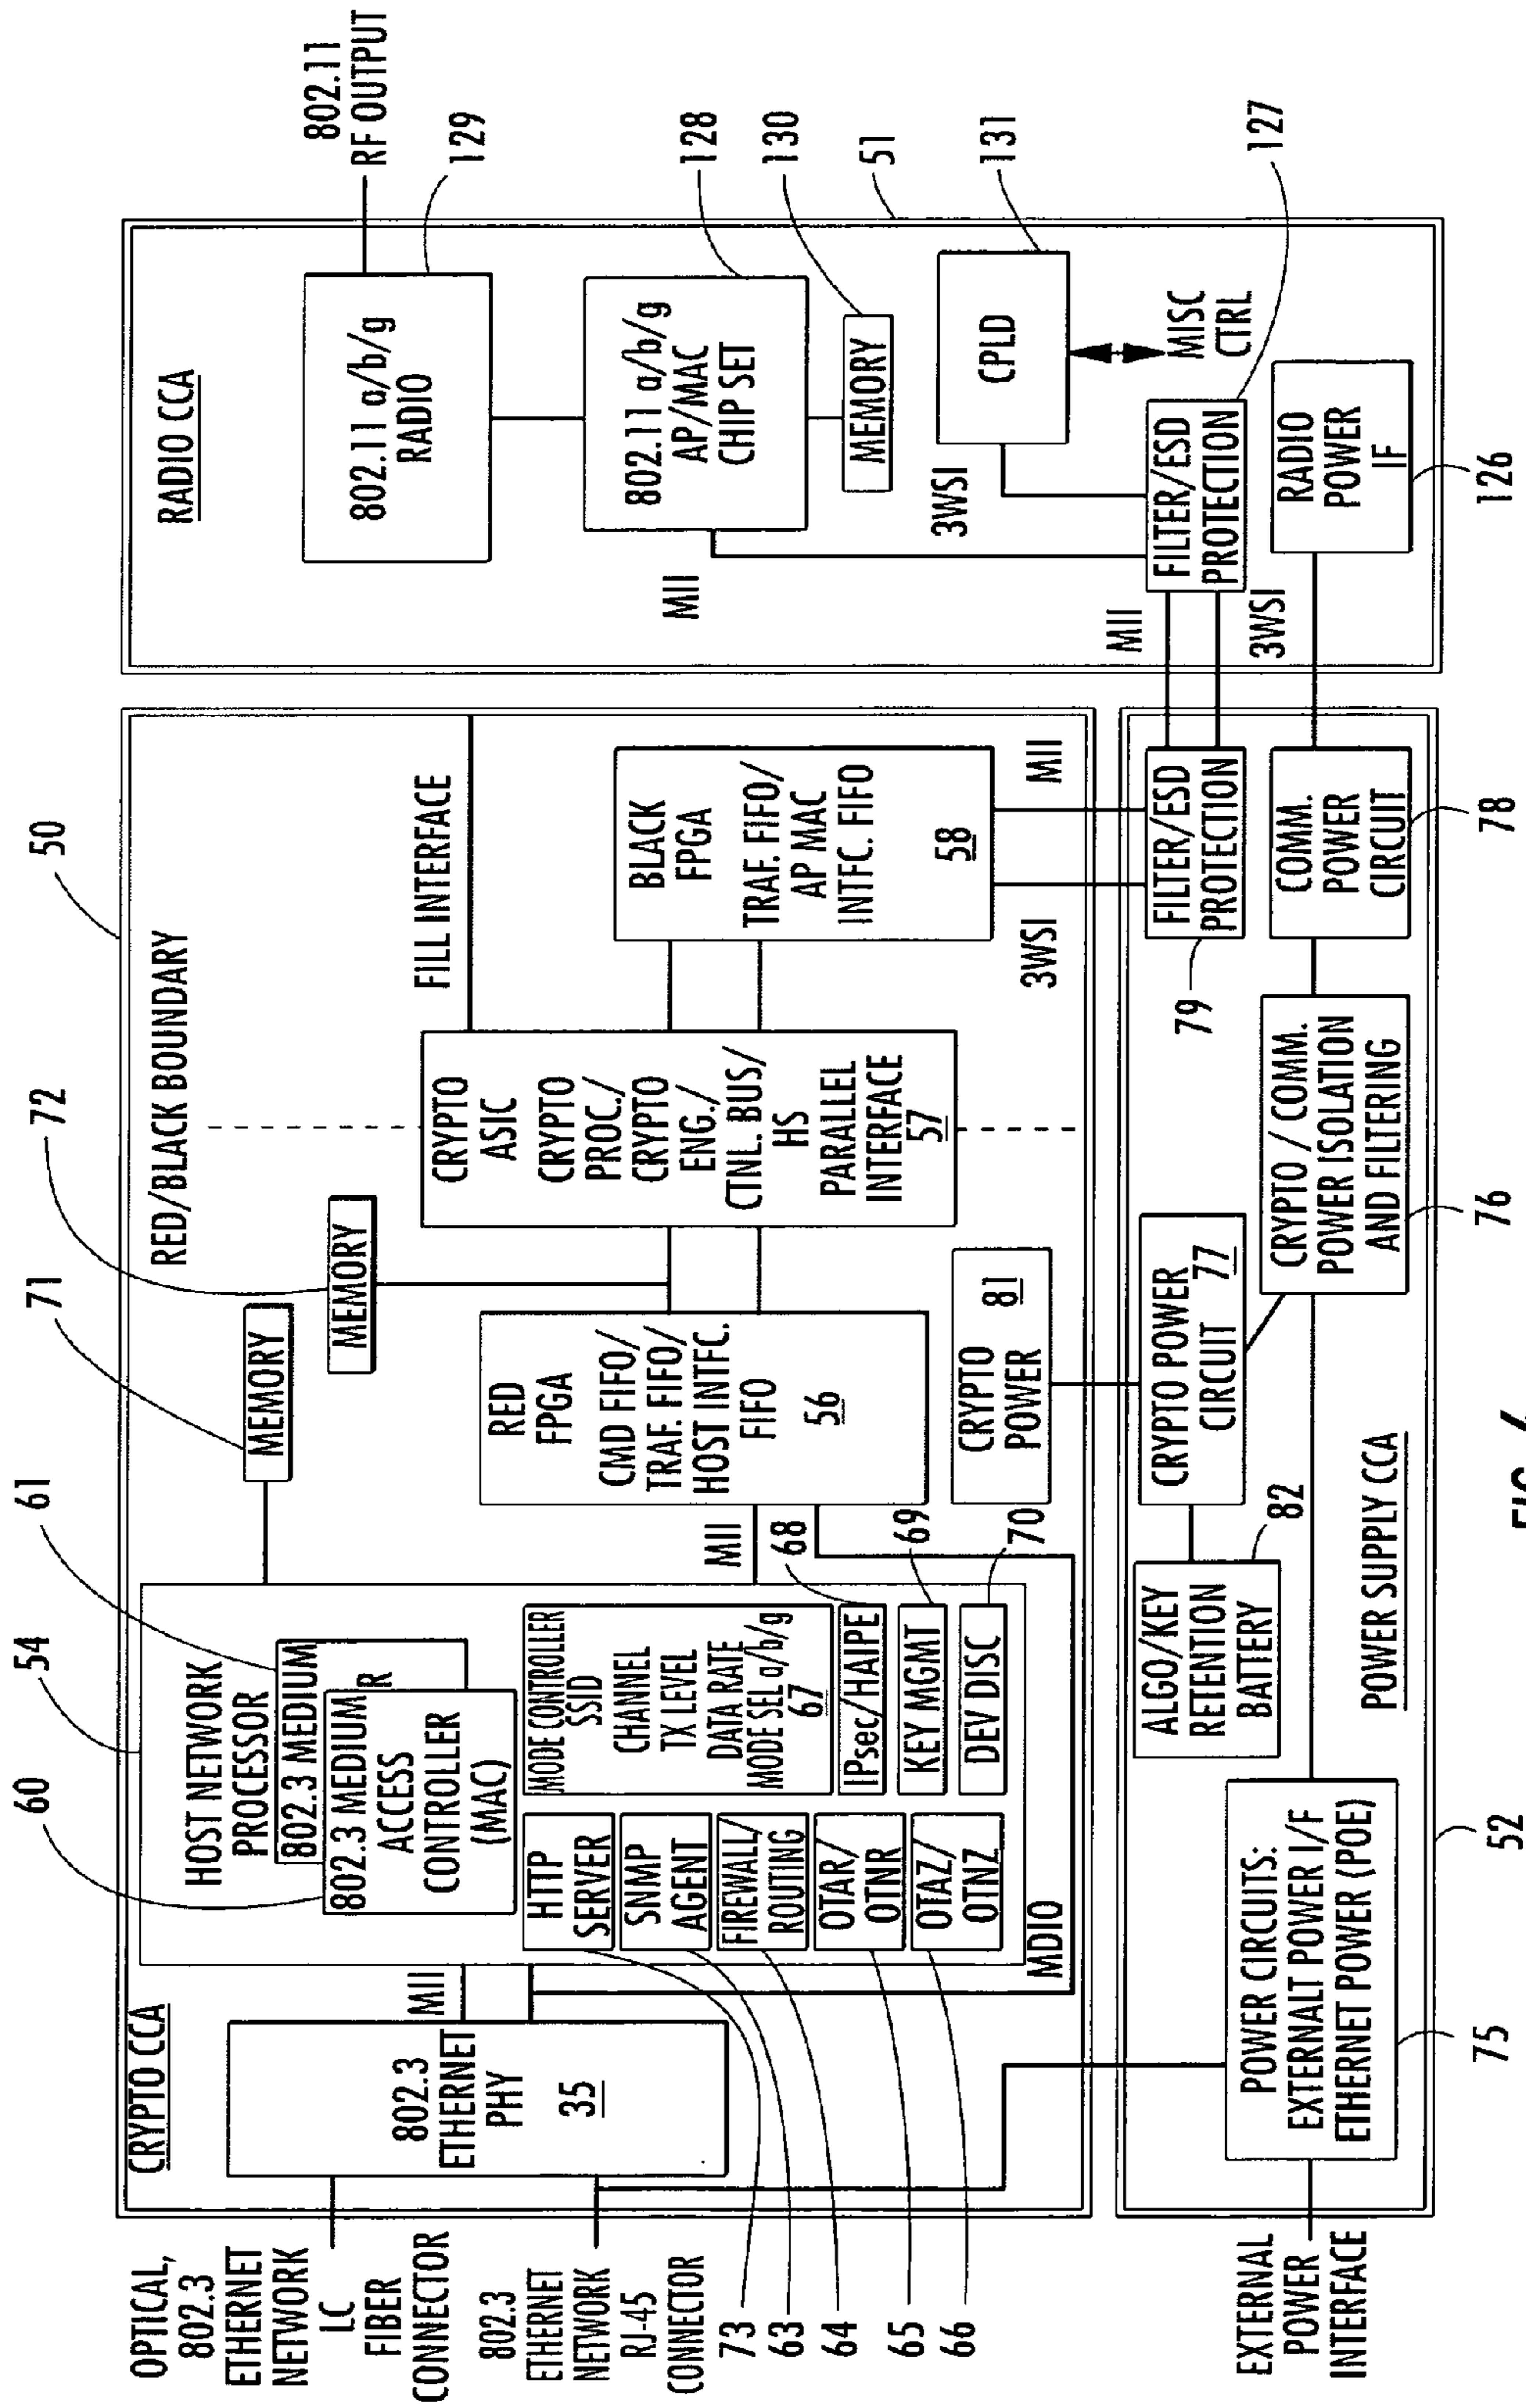 CRYPTO CCA
50
RED/BLACK BOUNDARY
OPTICAL,
802.3
ETHERNET
NETWORK
LC
FIBER
CONNECTOR
802.3
ETHERNET
NETWORK
RJ-45
CONNECTOR
802.3
ETHERNET
PHY
35
MII
MDIO
60
54
61
HOST NETWORK
PROCESSOR
802.3 MEDIUM
R
802.3 MEDIUM
ACCESS
CONTROLLER
(MAC)
HTTP
SERVER
SNMP
AGENT
FIREWALL/
ROUTING
OTAR/
OTNR
OTAZ/
OTNZ
73
63
64
65
66
MODE CONTROLLER
SSID
CHANNEL
TX LEVEL
DATA RATE
MODE SEL a/b/g
67
IPsec/HAIPE
KEY MGMT
DEV DISC
68
69
70
MII
71
MEMORY
72
MEMORY
RED
FPGA
CMD FIFO/
TRAF. FIFO/
HOST INTFC.
FIFO
56
CRYPTO
POWER
81
CRYPTO
ASIC
CRYPTO
PROC./
CRYPTO
ENG./
CTNL. BUS/
HS
PARALLEL
INTERFACE
57
FILL INTERFACE
BLACK
FPGA
TRAF. FIFO/
AP MAC
INTFC. FIFO
58
3WSI
MII
EXTERNAL
POWER
INTERFACE
POWER CIRCUITS:
EXTERNALT POWER I/F
ETHERNET POWER (POE)
75
52
ALGO/KEY
RETENTION
BATTERY
82
POWER SUPPLY CCA
CRYPTO POWER
CIRCUIT
77
CRYPTO / COMM.
POWER ISOLATION
AND FILTERING
76
79
FILTER/ESD
PROTECTION
COMM.
POWER
CIRCUIT
78
RADIO CCA
802.11
RF OUTPUT
802.11 a/b/g
RADIO
129
802.11 a/b/g
AP/MAC
CHIP SET
128
MEMORY
130
51
MII
3WSI
CPLD
131
MISC
CTRL
MII
3WSI
FILTER/ESD
PROTECTION
127
RADIO
POWER
IF
126